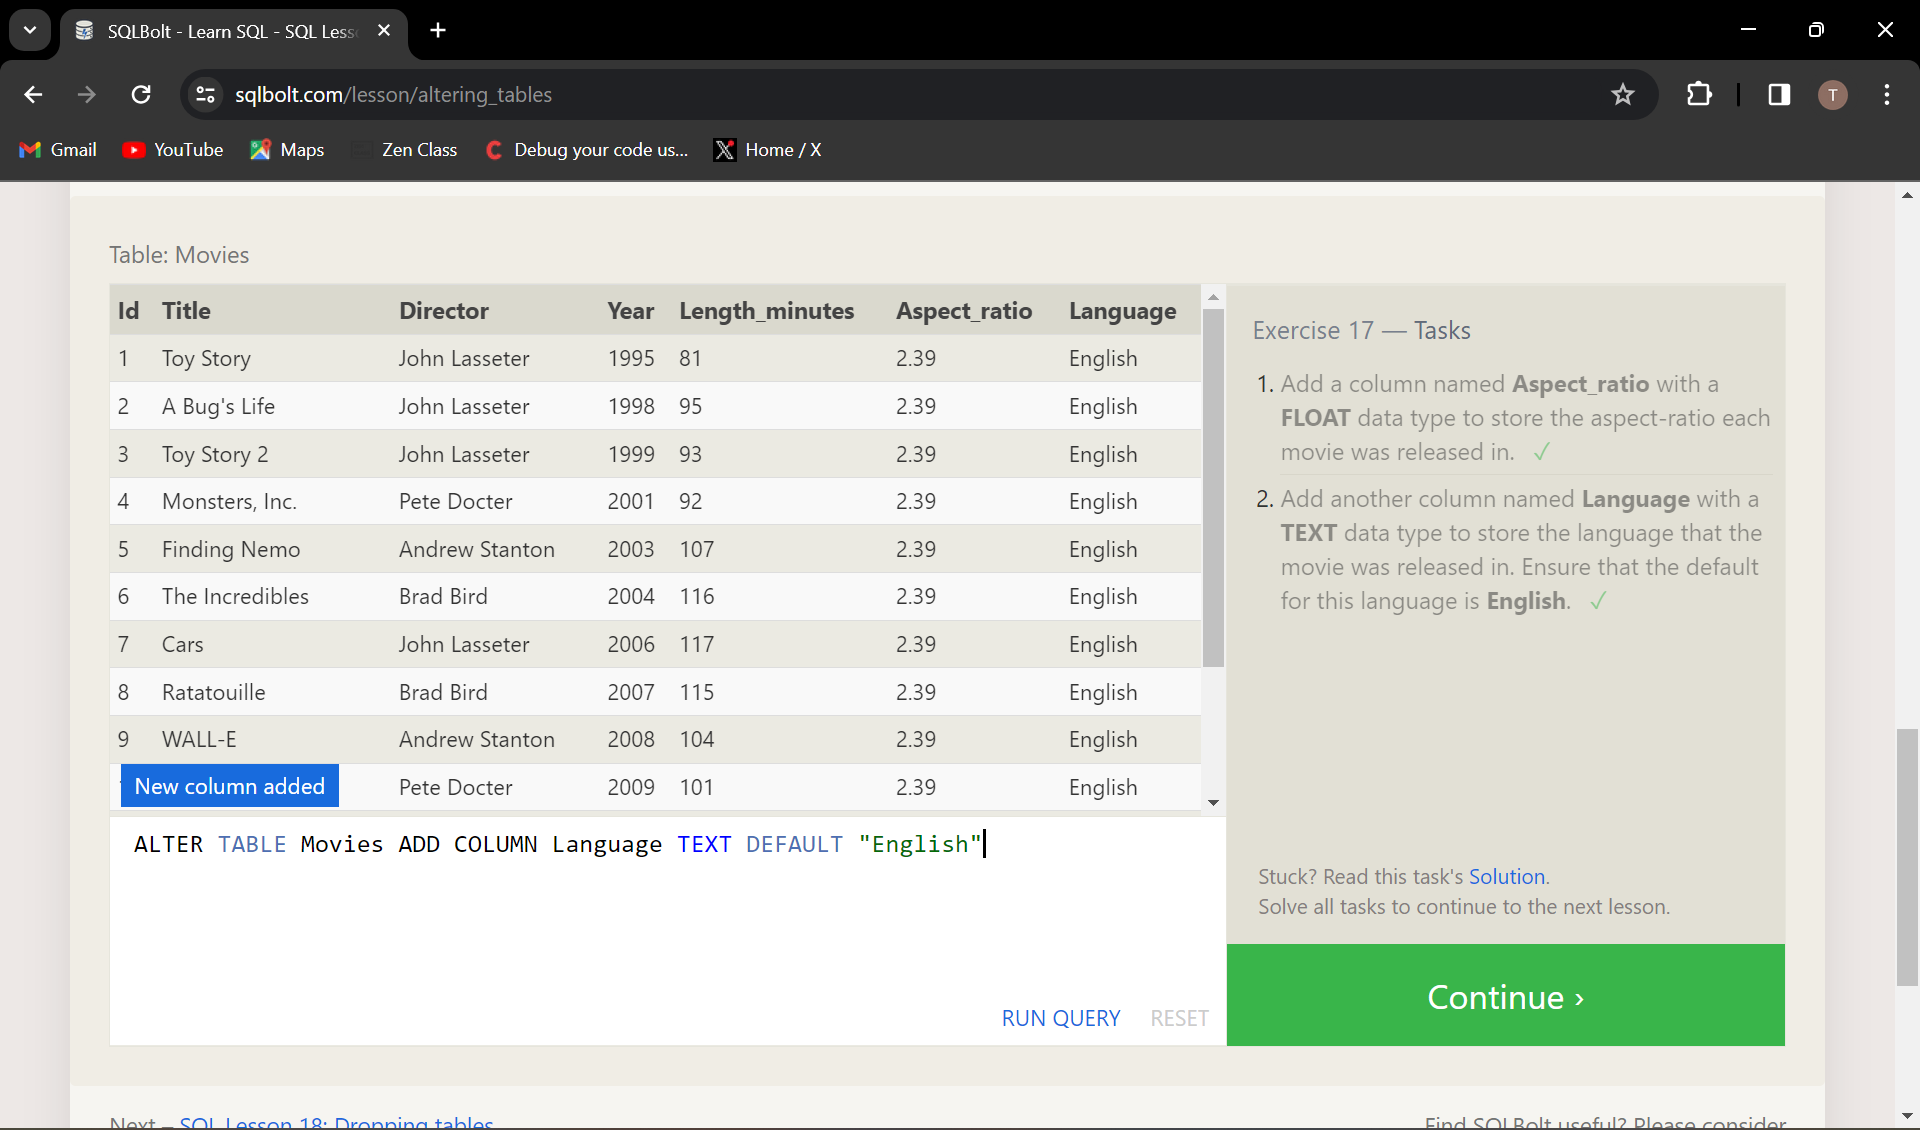 SQLBolt - Learn SQL - SQL Less
sqlbolt.com/lesson/altering_tables
T
Gmail YouTube Maps Zen Class Debug your code us... Home / X
Table: Movies
Id Title Director Year Length_minutes Aspect_ratio Language
1 Toy Story John Lasseter 1995 81 2.39 English
2 A Bug's Life John Lasseter 1998 95 2.39 English
3 Toy Story 2 John Lasseter 1999 93 2.39 English
4 Monsters, Inc. Pete Docter 2001 92 2.39 English
5 Finding Nemo Andrew Stanton 2003 107 2.39 English
6 The Incredibles Brad Bird 2004 116 2.39 English
7 Cars John Lasseter 2006 117 2.39 English
8 Ratatouille Brad Bird 2007 115 2.39 English
9 WALL-E Andrew Stanton 2008 104 2.39 English
New column added Pete Docter 2009 101 2.39 English
ALTER TABLE Movies ADD COLUMN Language TEXT DEFAULT "English"
RUN QUERY RESET
Exercise 17 — Tasks
1. Add a column named Aspect_ratio with a
FLOAT data type to store the aspect-ratio each
movie was released in. ✓
2. Add another column named Language with a
TEXT data type to store the language that the
movie was released in. Ensure that the default
for this language is English. ✓
Stuck? Read this task's Solution.
Solve all tasks to continue to the next lesson.
Continue ›
Next – SQL Lesson 18: Dropping tables
Find SQLBolt useful? Please consider